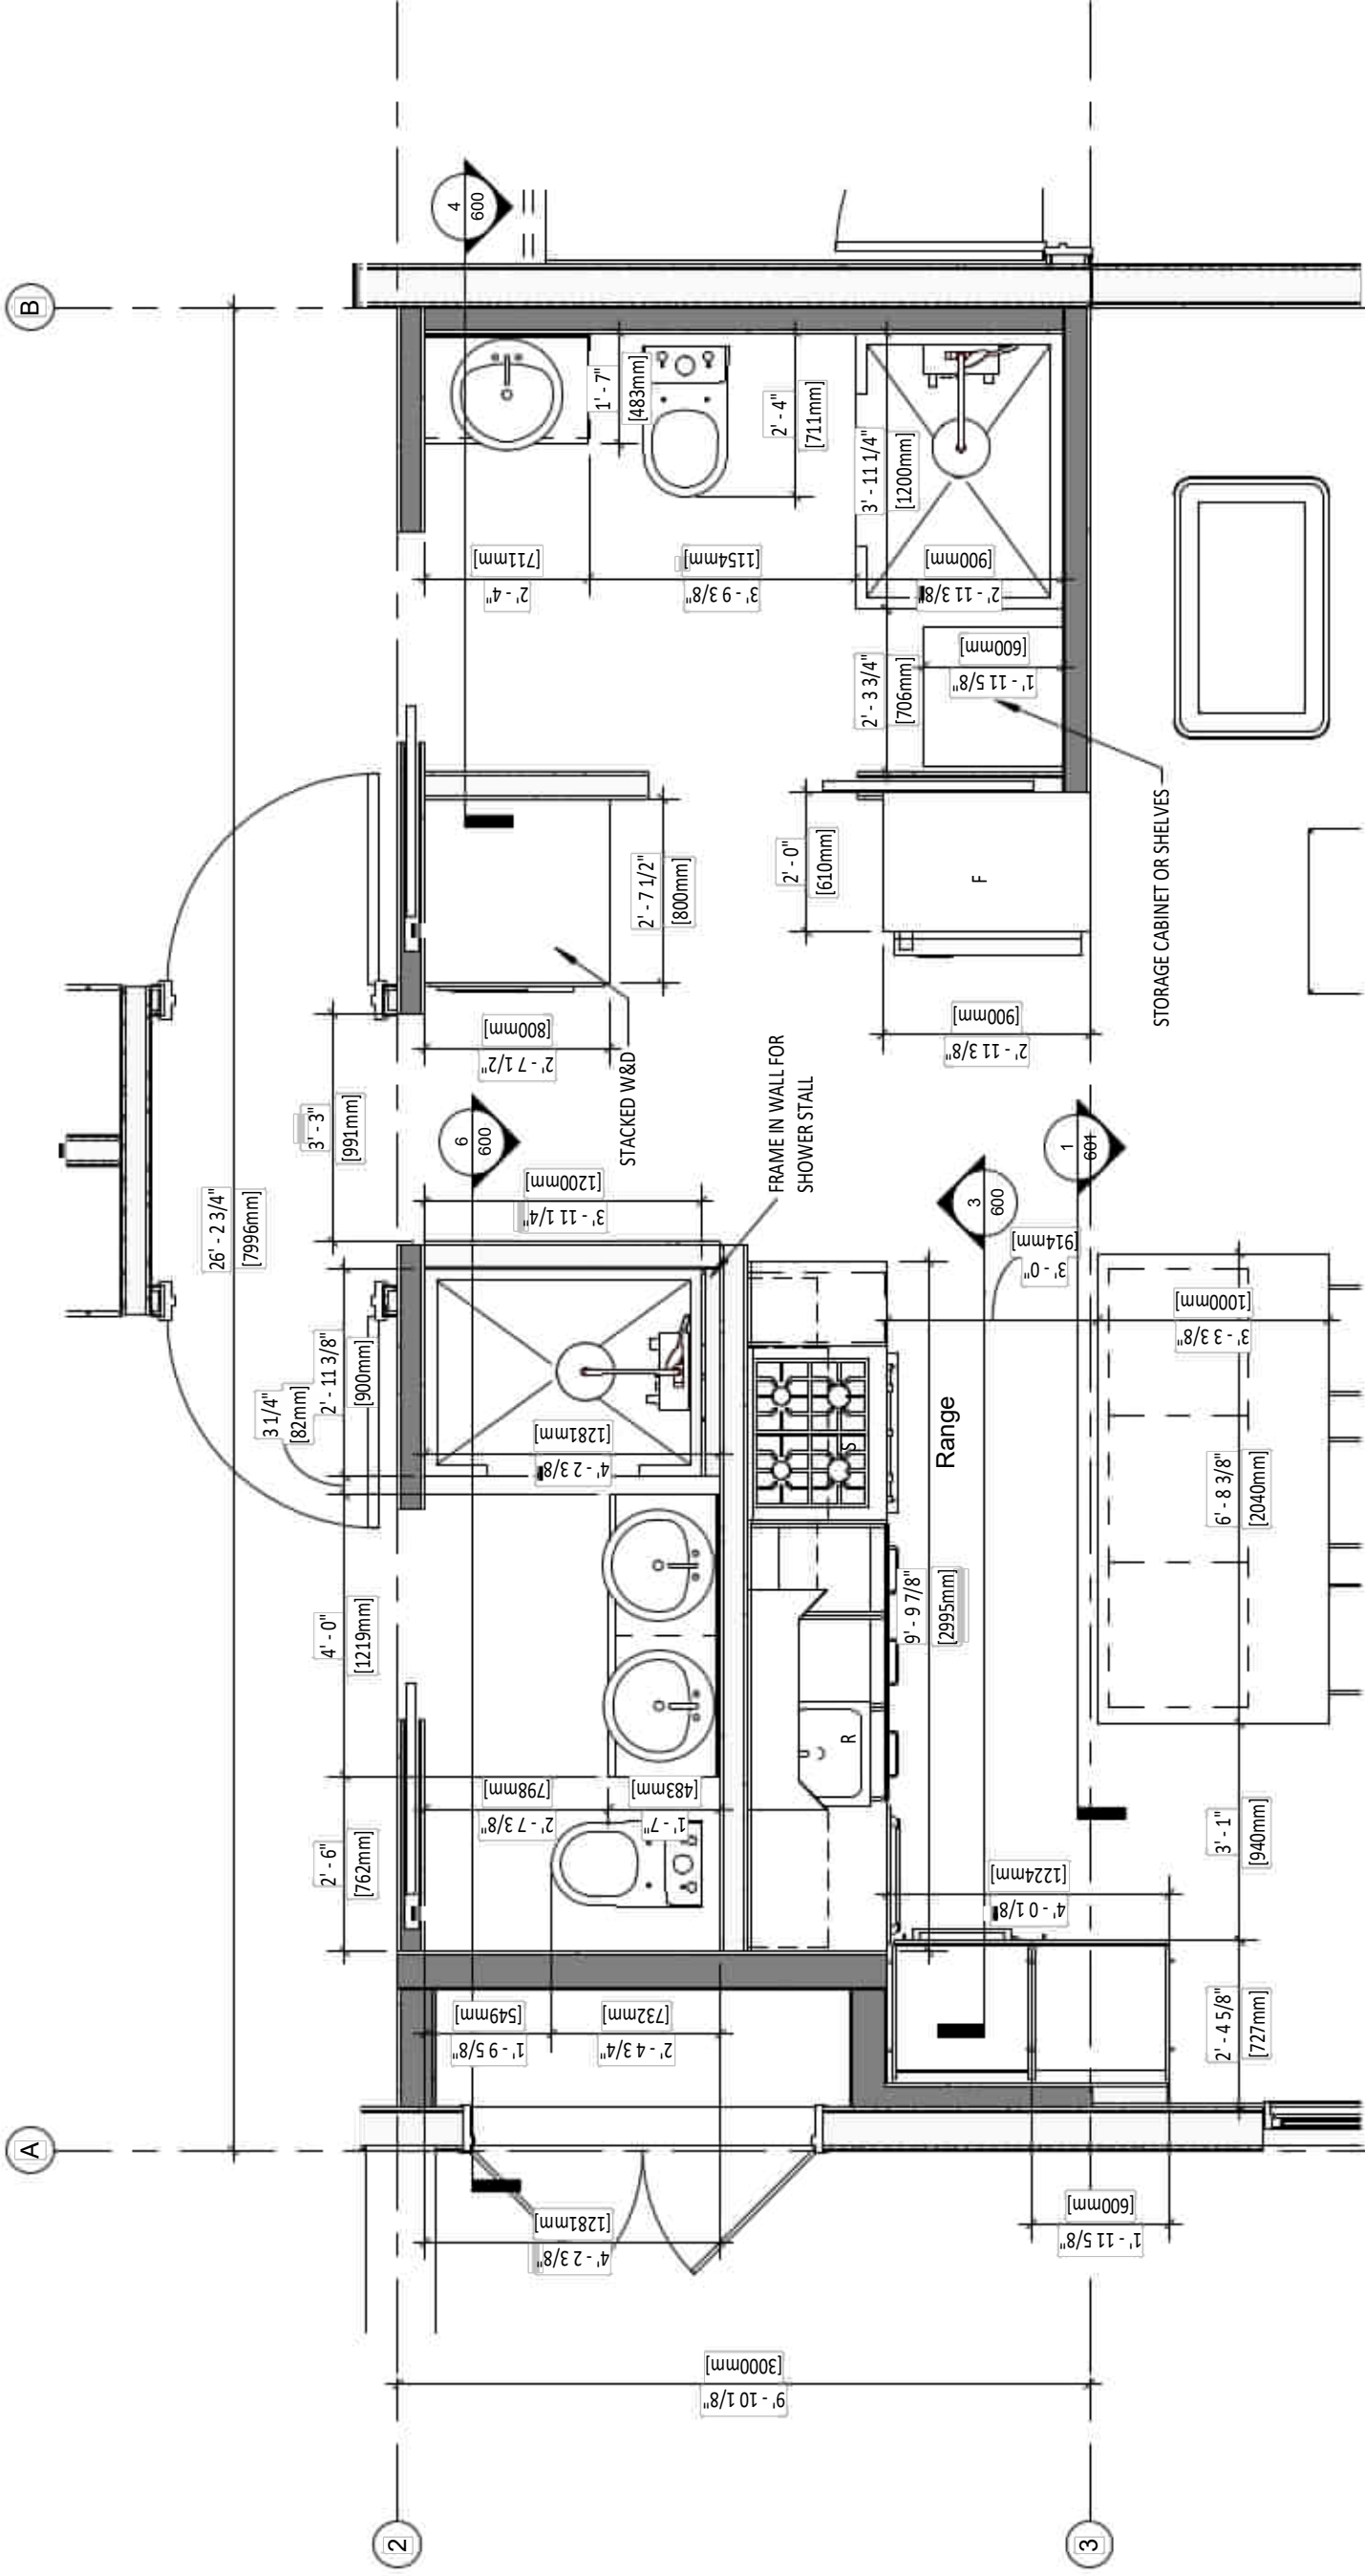 B
4
600
1' - 7"
[483mm]
2' - 4"
[711mm]
3' - 11 1/4"
[1200mm]
2' - 4"
[711mm]
3' - 9 3/8"
[1154mm]
2' - 11 3/8"
[900mm]
1' - 11 5/8"
[600mm]
2' - 3 3/4"
[706mm]
2' - 0"
[610mm]
F
STORAGE CABINET OR SHELVES
2' - 7 1/2"
[800mm]
2' - 7 1/2"
[800mm]
STACKED W&D
2' - 11 3/8"
[900mm]
3' - 3"
[991mm]
26' - 2 3/4"
[7996mm]
6
600
FRAME IN WALL FOR
SHOWER STALL
3' - 11 1/4"
[1200mm]
1
601
3
600
3' - 0"
[914mm]
3' - 3 3/8"
[1000mm]
3 1/4"
[82mm]
2' - 11 3/8"
[900mm]
4' - 2 3/8"
[1281mm]
S
Range
6' - 8 3/8"
[2040mm]
4' - 0"
[1219mm]
9' - 9 7/8"
[2995mm]
R
2' - 7 3/8"
[798mm]
1' - 7"
[483mm]
2' - 6"
[762mm]
3' - 1"
[940mm]
4' - 0 1/8"
[1224mm]
1' - 9 5/8"
[549mm]
2' - 4 3/4"
[732mm]
2' - 4 5/8"
[727mm]
A
4' - 2 3/8"
[1281mm]
1' - 11 5/8"
[600mm]
9' - 10 1/8"
[3000mm]
2
3